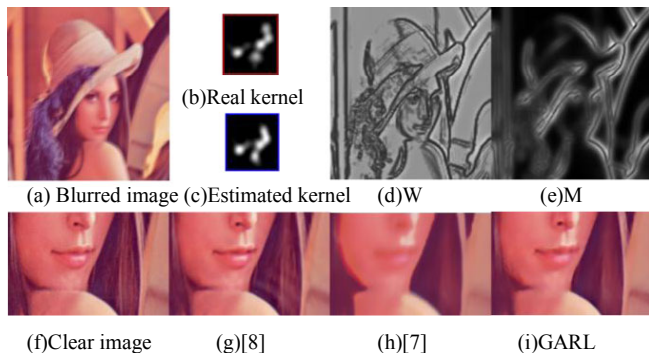 (b)Real kernel
(a) Blurred image (c)Estimated kernel (d)W (e)M
(f)Clear image (g)[8] (h)[7] (i)GARL